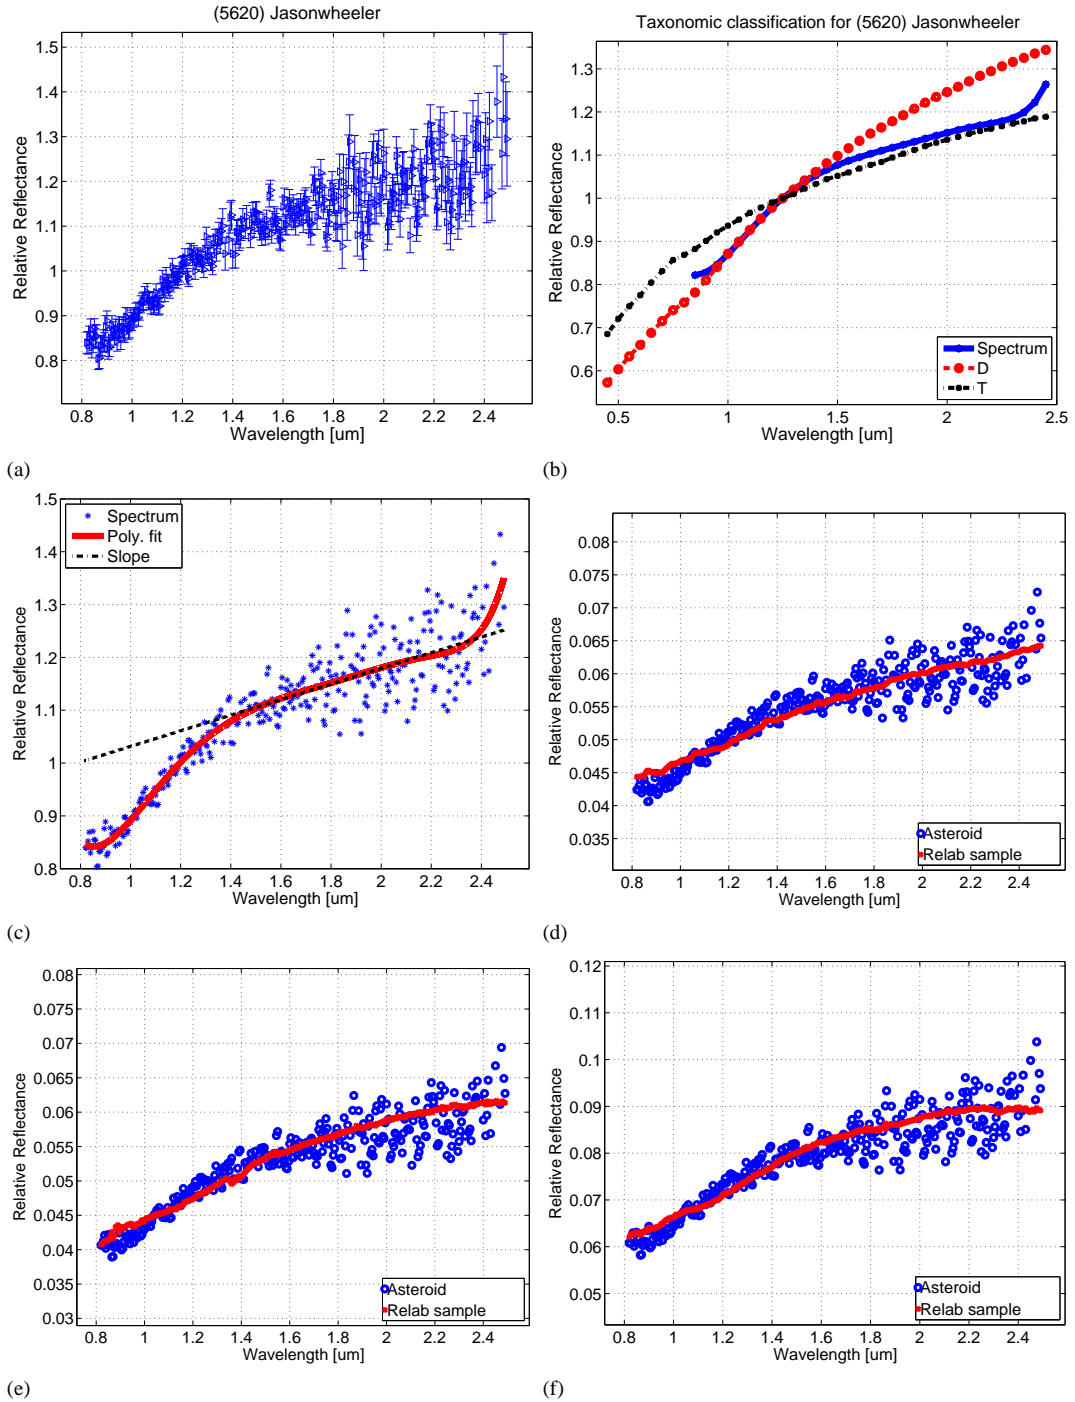 (5620) Jasonwheeler
1.5
1.4
1.3
1.2
1.1
1
0.9
0.8
Relative Reflectance
0.8 1 1.2 1.4 1.6 1.8 2 2.2 2.4
Wavelength [um]
(a)
Taxonomic classification for (5620) Jasonwheeler
1.3
1.2
1.1
1
0.9
0.8
0.7
0.6
Relative Reflectance
Spectrum
D
T
0.5 1 1.5 2 2.5
Wavelength [um]
(b)
1.5
1.4
1.3
1.2
1.1
1
0.9
0.8
Relative Reflectance
Spectrum
Poly. fit
Slope
0.8 1 1.2 1.4 1.6 1.8 2 2.2 2.4
Wavelength [um]
(c)
0.08
0.075
0.07
0.065
0.06
0.055
0.05
0.045
0.04
0.035
Relative Reflectance
Asteroid
Relab sample
0.8 1 1.2 1.4 1.6 1.8 2 2.2 2.4
Wavelength [um]
(d)
0.08
0.075
0.07
0.065
0.06
0.055
0.05
0.045
0.04
0.035
0.03
Relative Reflectance
Asteroid
Relab sample
0.8 1 1.2 1.4 1.6 1.8 2 2.2 2.4
Wavelength [um]
(e)
0.12
0.11
0.1
0.09
0.08
0.07
0.06
0.05
Relative Reflectance
Asteroid
Relab sample
0.8 1 1.2 1.4 1.6 1.8 2 2.2 2.4
Wavelength [um]
(f)